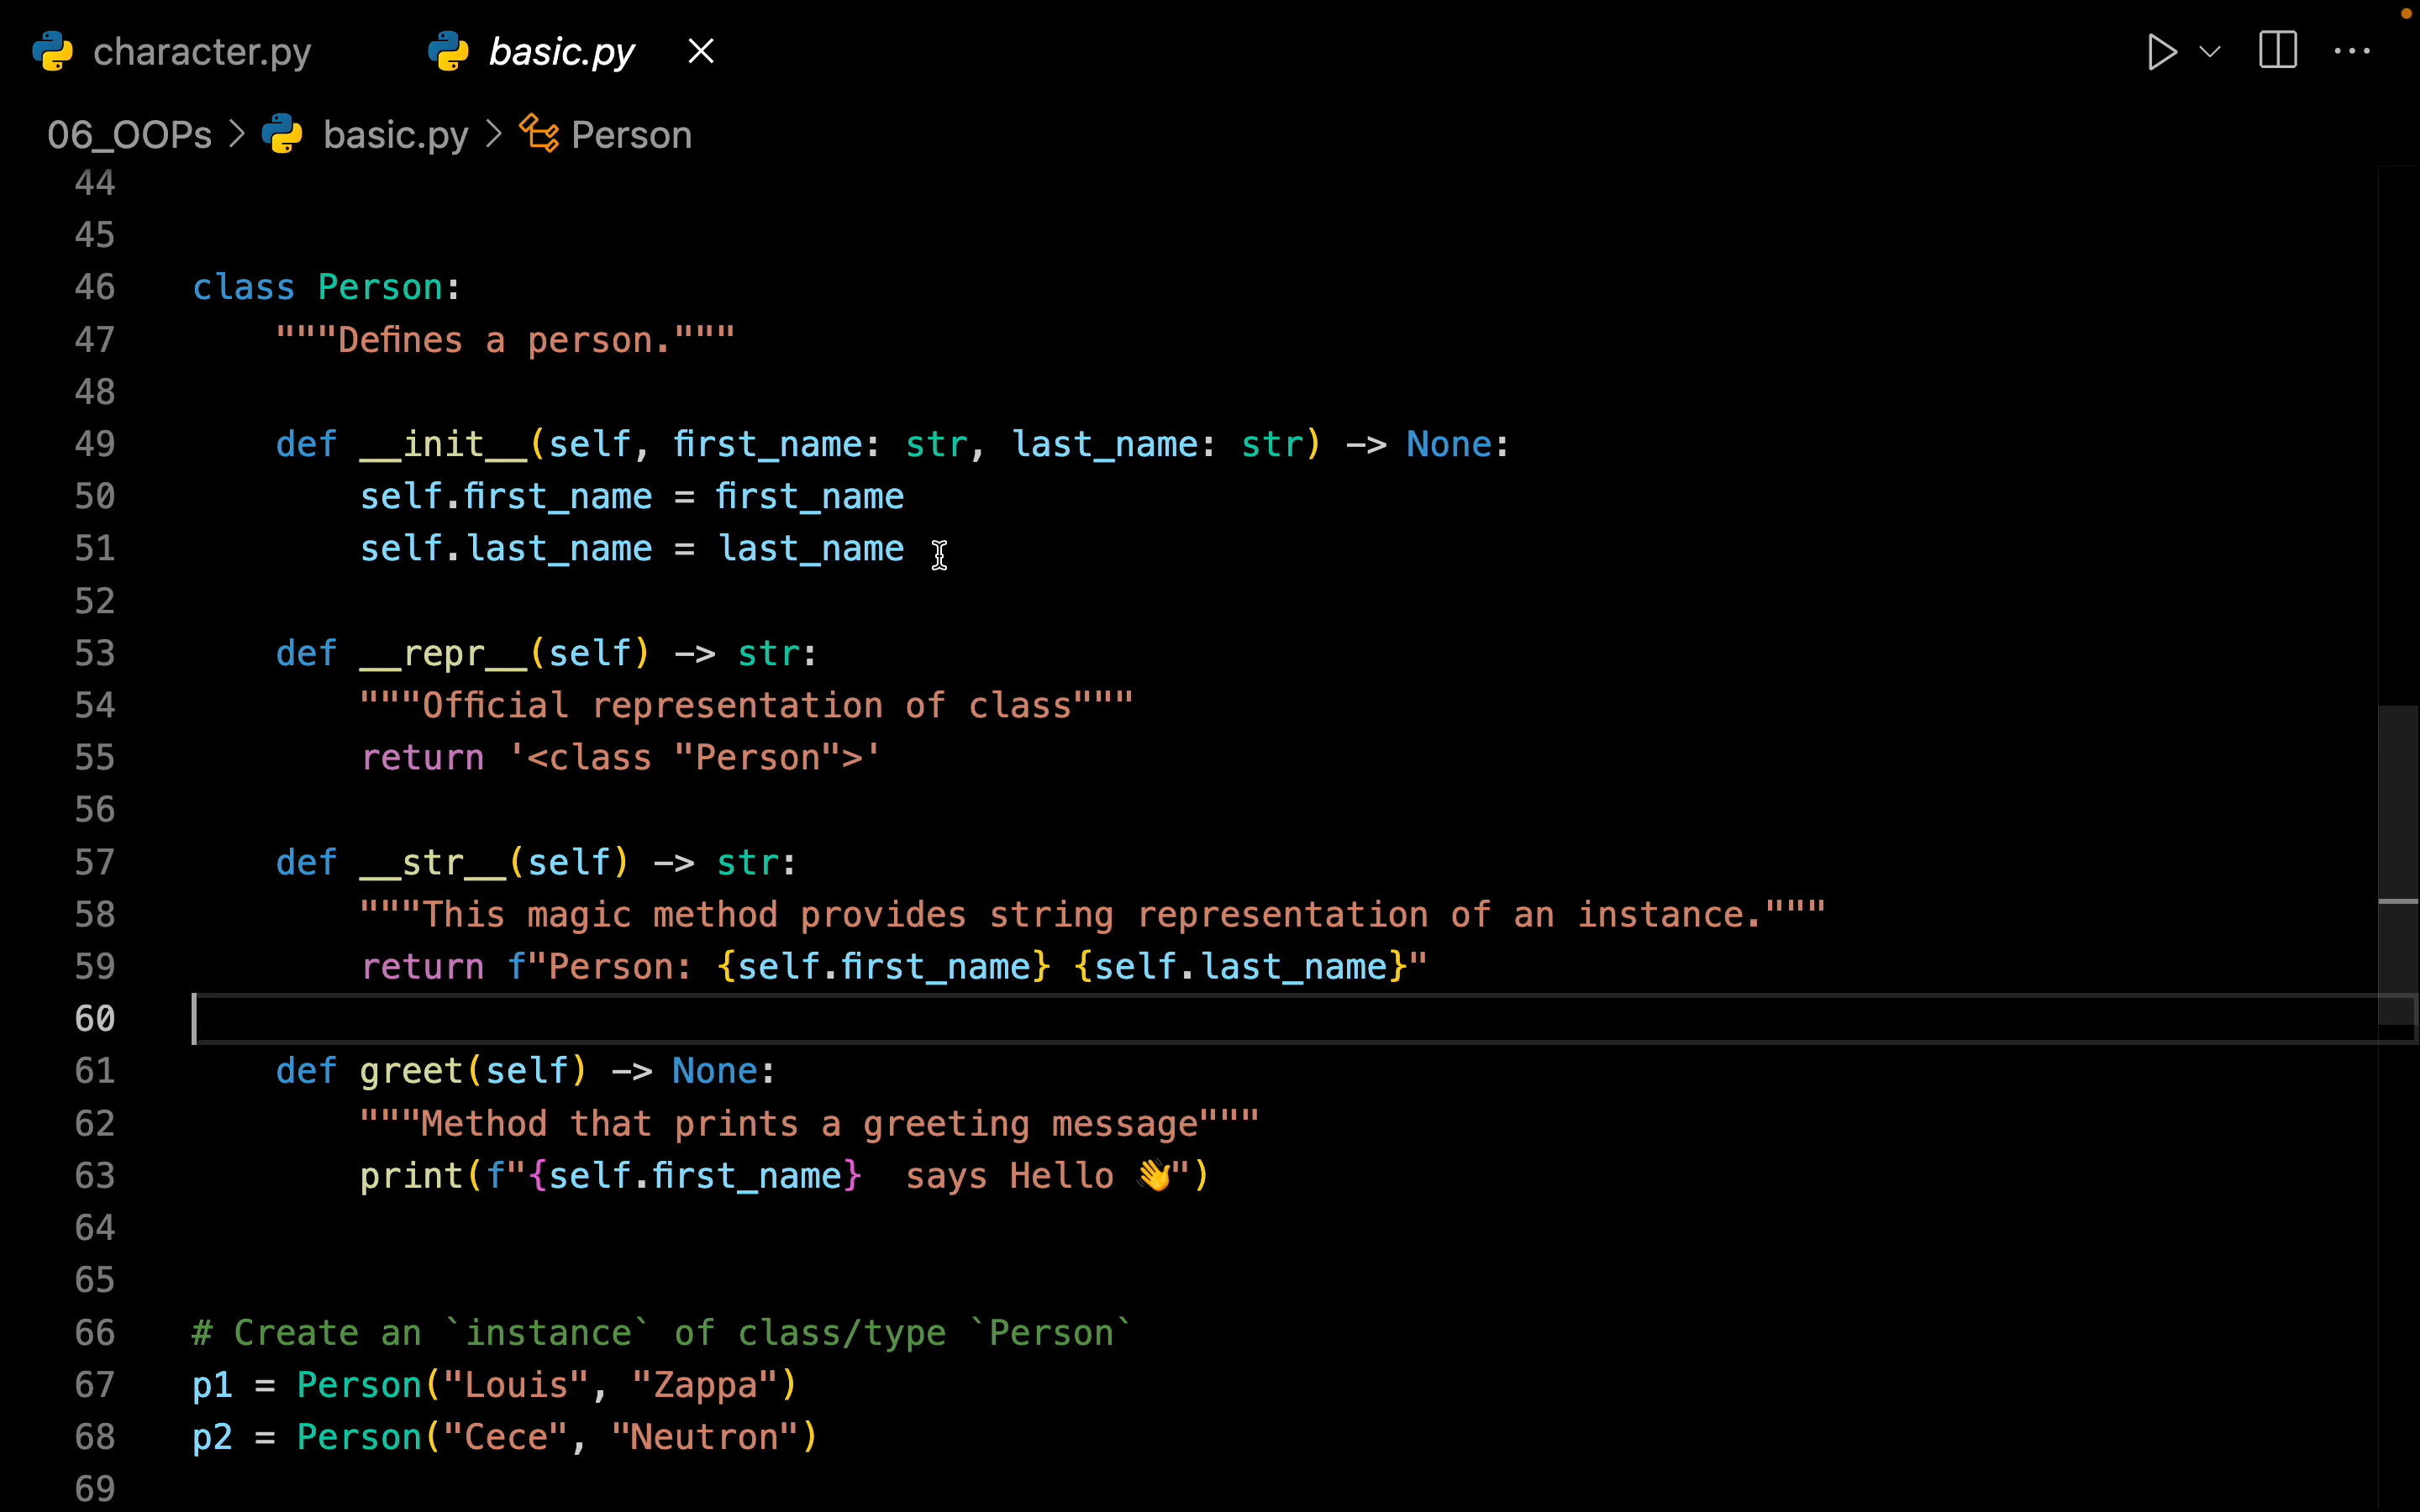 character.py basic.py
06_OOPs > basic.py > Person
44
45
46 class Person:
47     """Defines a person."""
48
49     def __init__(self, first_name: str, last_name: str) -> None:
50         self.first_name = first_name
51         self.last_name = last_name
52
53     def __repr__(self) -> str:
54         """Official representation of class"""
55         return '<class "Person">'
56
57     def __str__(self) -> str:
58         """This magic method provides string representation of an instance."""
59         return f"Person: {self.first_name} {self.last_name}"
60
61     def greet(self) -> None:
62         """Method that prints a greeting message"""
63         print(f"{self.first_name}  says Hello 👋")
64
65
66 # Create an `instance` of class/type `Person`
67 p1 = Person("Louis", "Zappa")
68 p2 = Person("Cece", "Neutron")
69